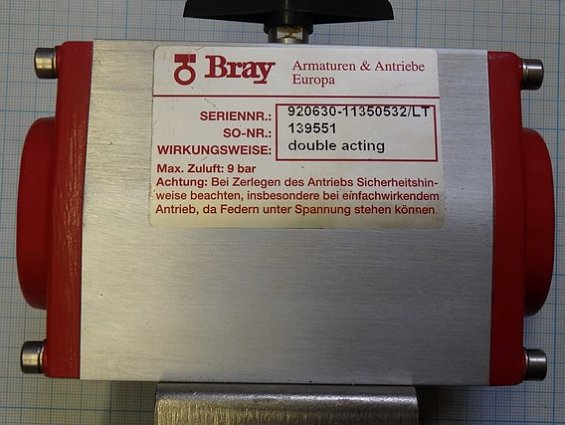 Bray Armaturen & Antriebe
Europa
SERIENNR.: 920630-11350532/LT
SO-NR.: 139551
WIRKUNGSWEISE: double acting
Max. Zuluft: 9 bar
Achtung: Bei Zerlegen des Antriebs Sicherheitshin-
weise beachten, insbesondere bei einfachwirkendem
Antrieb, da Federn unter Spannung stehen können.